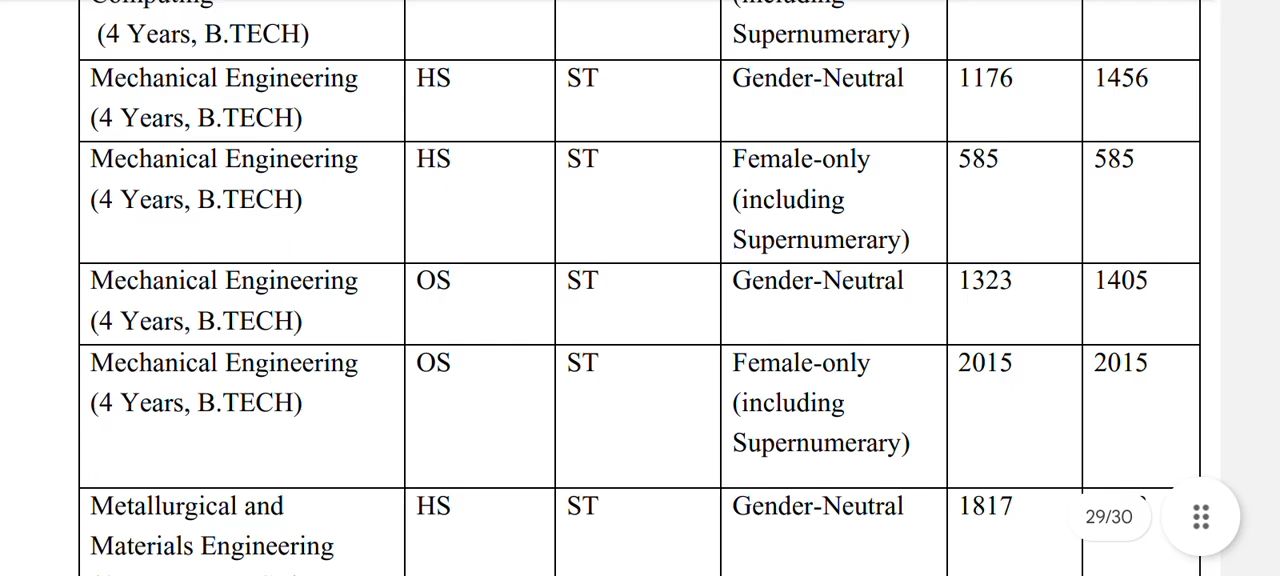 Computing (including
(4 Years, B.TECH) Supernumerary)
Mechanical Engineering HS ST Gender-Neutral 1176 1456
(4 Years, B.TECH)
Mechanical Engineering HS ST Female-only 585 585
(4 Years, B.TECH) (including
Supernumerary)
Mechanical Engineering OS ST Gender-Neutral 1323 1405
(4 Years, B.TECH)
Mechanical Engineering OS ST Female-only 2015 2015
(4 Years, B.TECH) (including
Supernumerary)
Metallurgical and HS ST Gender-Neutral 1817
Materials Engineering
29/30